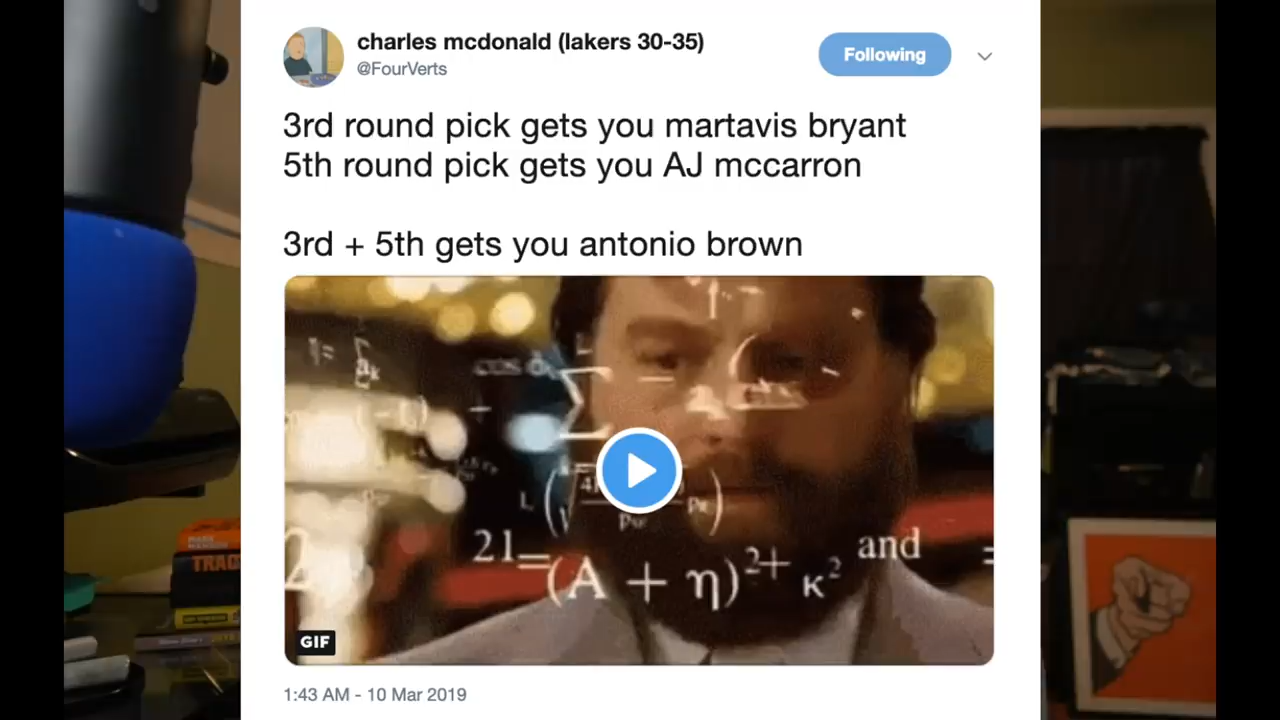 charles mcdonald (lakers 30-35)
@FourVerts
Following
3rd round pick gets you martavis bryant
5th round pick gets you AJ mccarron
3rd + 5th gets you antonio brown
cos
21=
(A + η)²+ κ² and
GIF
1:43 AM - 10 Mar 2019